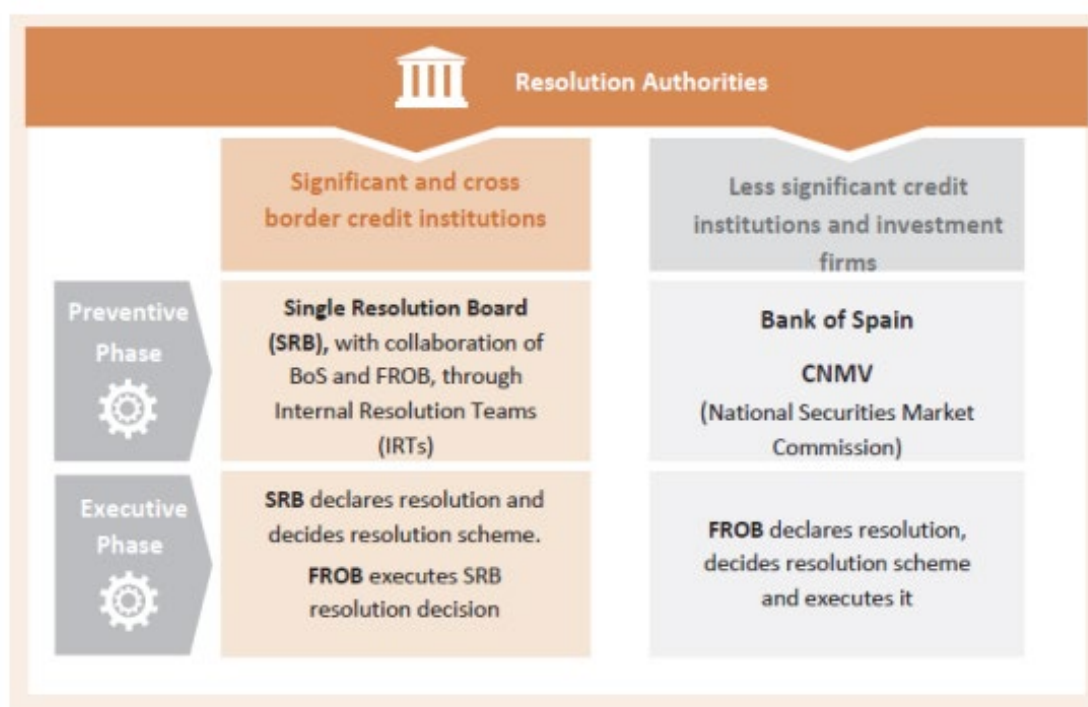 Resolution Authorities
Significant and cross
border credit institutions
Less significant credit
institutions and investment
firms
Preventive
Phase
Single Resolution Board
(SRB), with collaboration of
BoS and FROB, through
Internal Resolution Teams
(IRTs)
Bank of Spain
CNMV
(National Securities Market
Commission)
Executive
Phase
SRB declares resolution and
decides resolution scheme.
FROB executes SRB
resolution decision
FROB declares resolution,
decides resolution scheme
and executes it